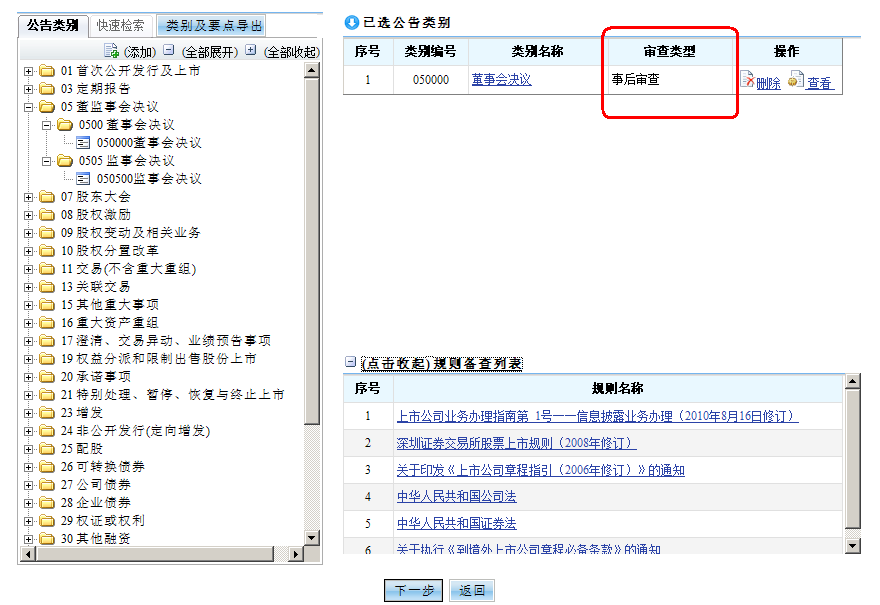 公告类别 快速检索 类别及要点导出
(添加) (全部展开) (全部收起)
01 首次公开发行及上市
03 定期报告
05 董监事会决议
0500 董事会决议
050000董事会决议
0505 监事会决议
050500监事会决议
07 股东大会
08 股权激励
09 股权变动及相关业务
10 股权分置改革
11 交易(不含重大重组)
13 关联交易
15 其他重大事项
16 重大资产重组
17 澄清、交易异动、业绩预告事项
19 权益分派和限制出售股份上市
20 承诺事项
21 特别处理、暂停、恢复与终止上市
23 增发
24 非公开发行(定向增发)
25 配股
26 可转换债券
27 公司债券
28 企业债券
29 权证或权利
30 其他融资
已选公告类别
序号 类别编号 类别名称 审查类型 操作
1 050000 董事会决议 事后审查 删除 查看
(点击收起)规则备查列表
序号 规则名称
1 上市公司业务办理指南第 1号——信息披露业务办理（2010年8月16日修订）
2 深圳证券交易所股票上市规则（2008年修订）
3 关于印发《上市公司章程指引（2006年修订）》的通知
4 中华人民共和国公司法
5 中华人民共和国证券法
6 关于执行《到境外上市公司章程必备条款》的通知
下一步 返回